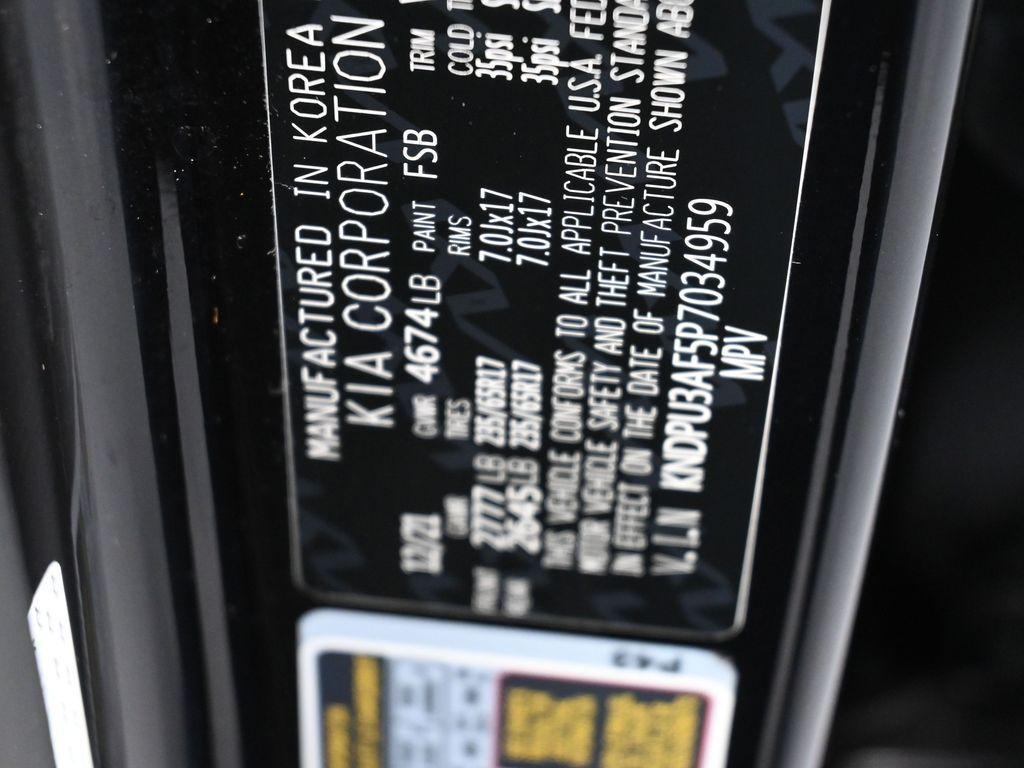 MANUFACTURED IN KOREA
KIA CORPORATION
12/21 GVWR 4674LB PAINT FSB TRIM
GAWR TIRES RIMS COLD
FRONT 2777LB 235/65R17 7.0Jx17 35psi
REAR 2645LB 235/65R17 7.0Jx17 35psi
THIS VEHICLE CONFORMS TO ALL APPLICABLE U.S.A. FED
MOTOR VEHICLE SAFETY AND THEFT PREVENTION STANDA
IN EFFECT ON THE DATE OF MANUFACTURE SHOWN ABO
V.I.N KNDPU3AF5P7034959
MPV